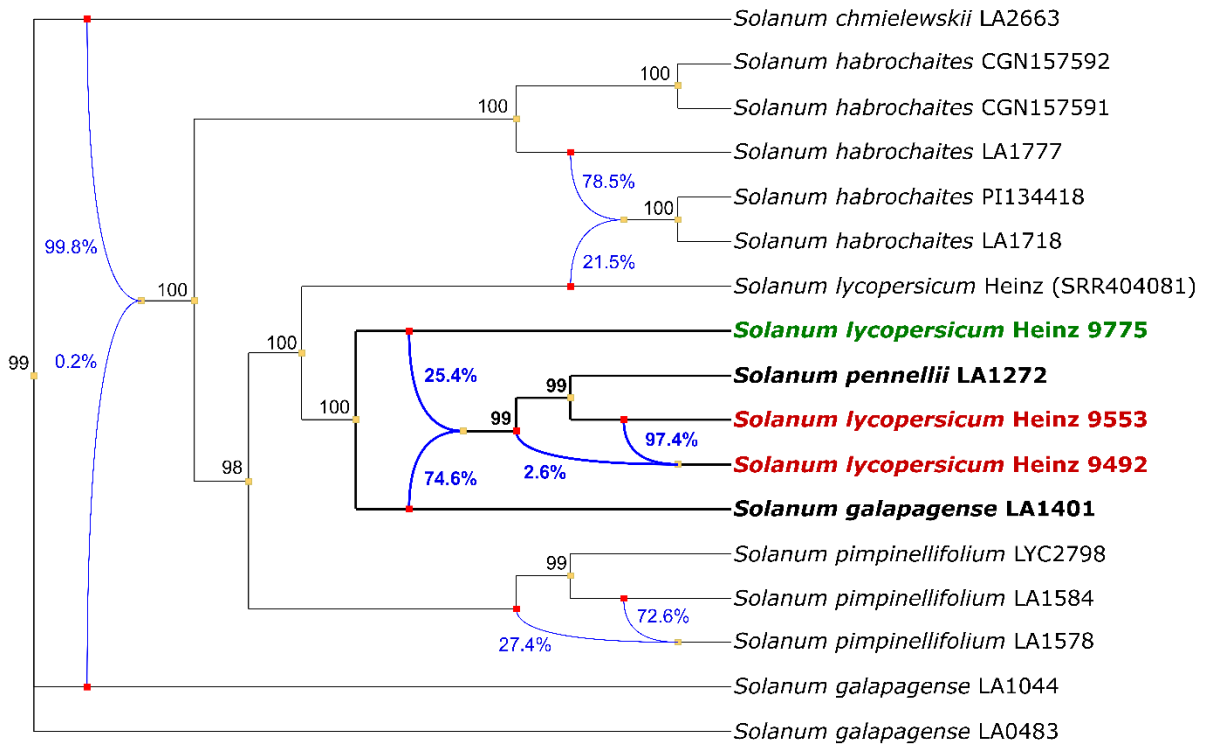 Solanum chmielewskii LA2663
Solanum habrochaites CGN157592
100
100
Solanum habrochaites CGN157591
Solanum habrochaites LA1777
78.5%
Solanum habrochaites PI134418
100
99.8%
Solanum habrochaites LA1718
21.5%
100
Solanum lycopersicum Heinz (SRR404081)
100
Solanum lycopersicum Heinz 9775
99
0.2%
25.4%
Solanum pennellii LA1272
99
100
99
Solanum lycopersicum Heinz 9553
97.4%
98
74.6%
2.6%
Solanum lycopersicum Heinz 9492
Solanum galapagense LA1401
99
Solanum pimpinellifolium LYC2798
Solanum pimpinellifolium LA1584
72.6%
27.4%
Solanum pimpinellifolium LA1578
Solanum galapagense LA1044
Solanum galapagense LA0483